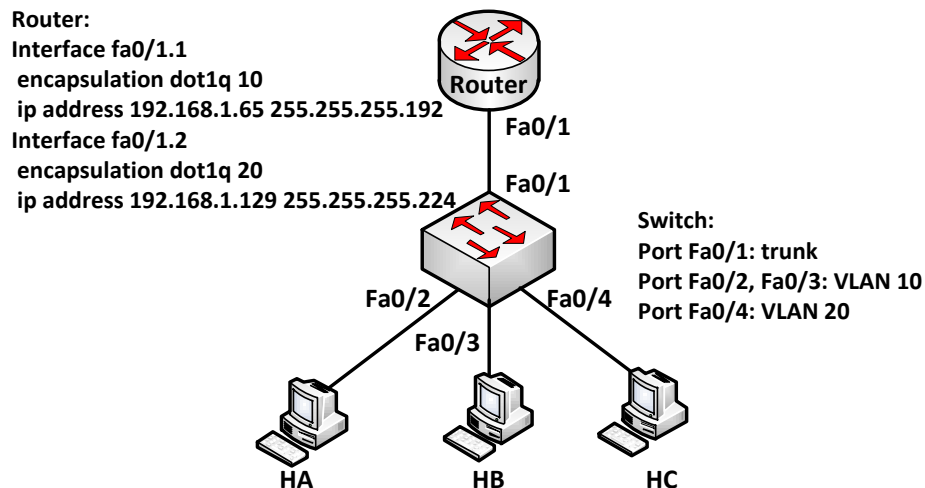 Router:
Interface fa0/1.1
encapsulation dot1q 10
ip address 192.168.1.65 255.255.255.192
Interface fa0/1.2
encapsulation dot1q 20
ip address 192.168.1.129 255.255.255.224
Router
Fa0/1
Fa0/1
Switch:
Port Fa0/1: trunk
Port Fa0/2, Fa0/3: VLAN 10
Port Fa0/4: VLAN 20
Fa0/2
Fa0/3
Fa0/4
HA
HB
HC